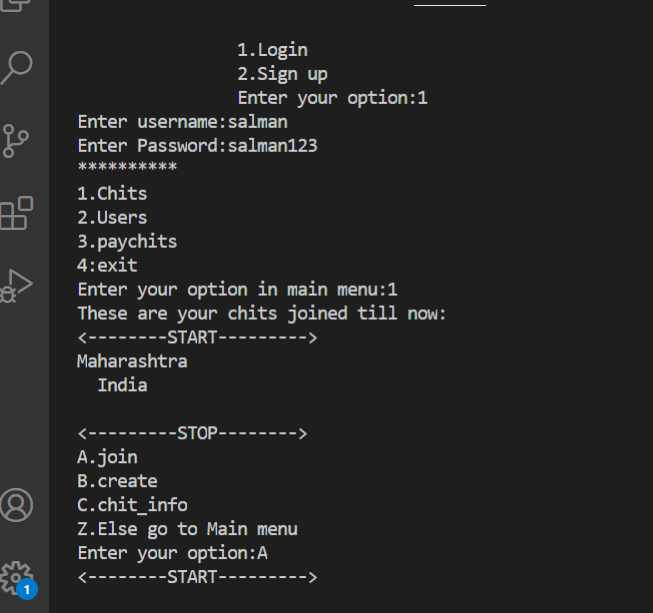 1.Login
2.Sign up
Enter your option:1
Enter username:salman
Enter Password:salman123
**********
1.Chits
2.Users
3.paychits
4:exit
Enter your option in main menu:1
These are your chits joined till now:
<--------START--------->
Maharashtra
India
<---------STOP-------->
A.join
B.create
C.chit_info
Z.Else go to Main menu
Enter your option:A
<--------START--------->
1